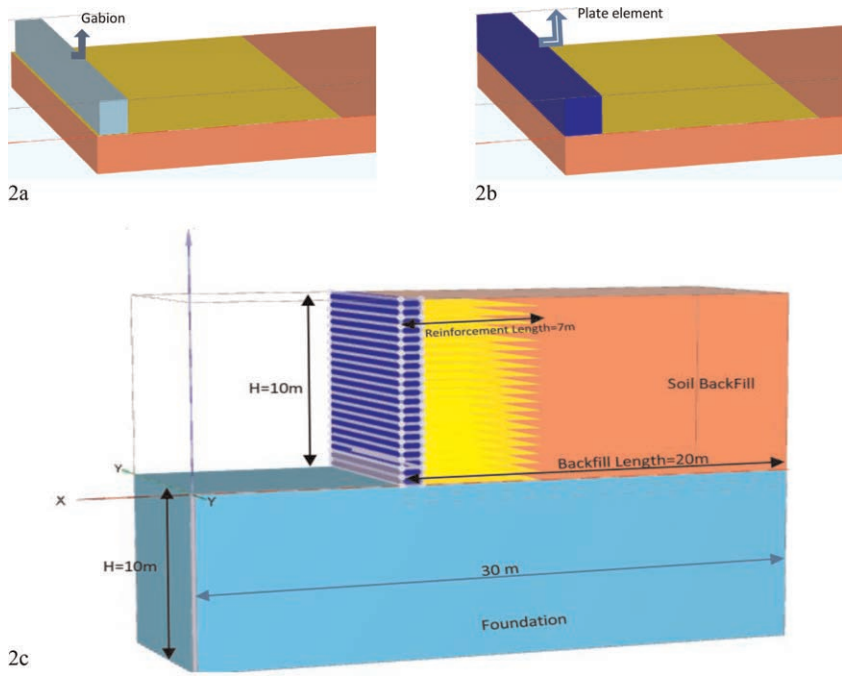 Gabion
Plate element
2a
2b
Reinforcement Length=7m
H=10m
Soil BackFill
Backfill Length=20m
Y
X
Y
H=10m
30 m
Foundation
2c